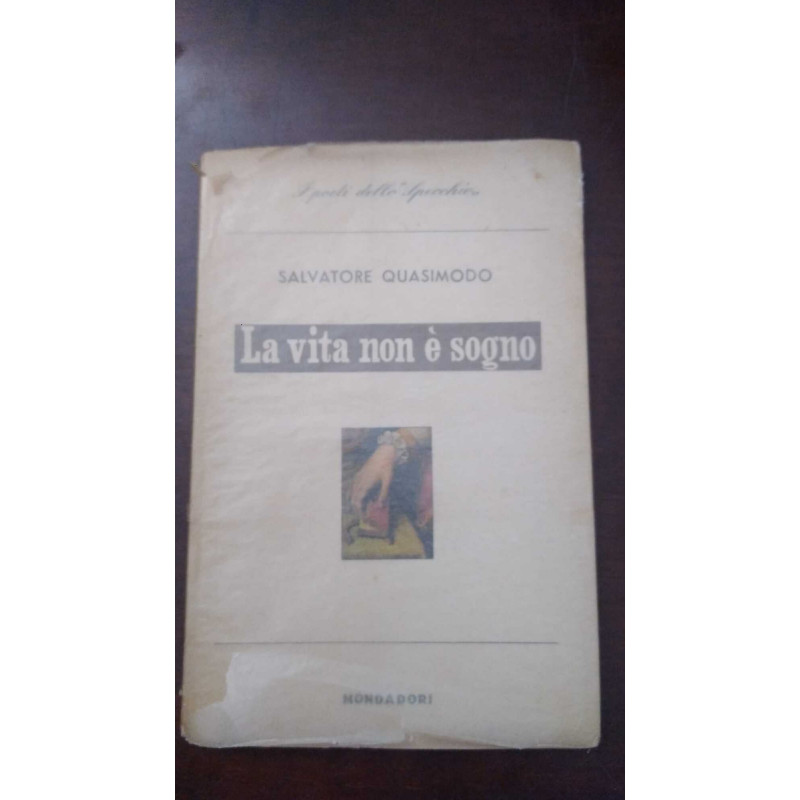 I poeti dello "Specchio"
SALVATORE QUASIMODO
La vita non è sogno
MONDADORI